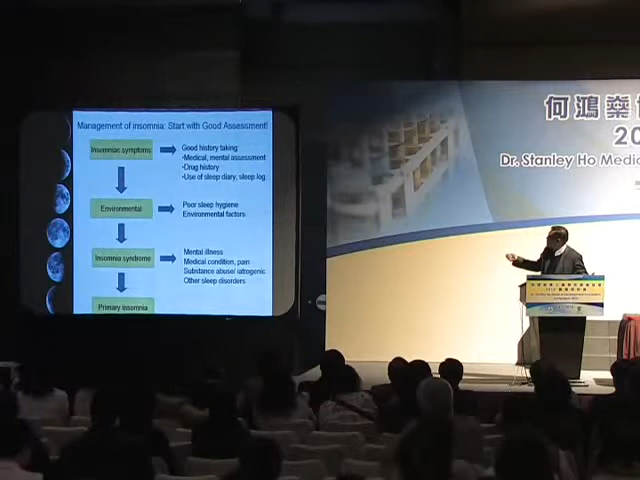 Management of insomnia: Start with Good Assessment!
Insomniac symptoms
Good history taking
•Medical, mental assessment
•Drug history
•Use of sleep diary, sleep log
Environmental
Poor sleep hygiene
Environmental factors
Insomnia syndrome
Mental illness
Medical condition, pain
Substance abuse/ iatrogenic
Other sleep disorders
Primary insomnia
何鴻燊
20
Dr. Stanley Ho Medic